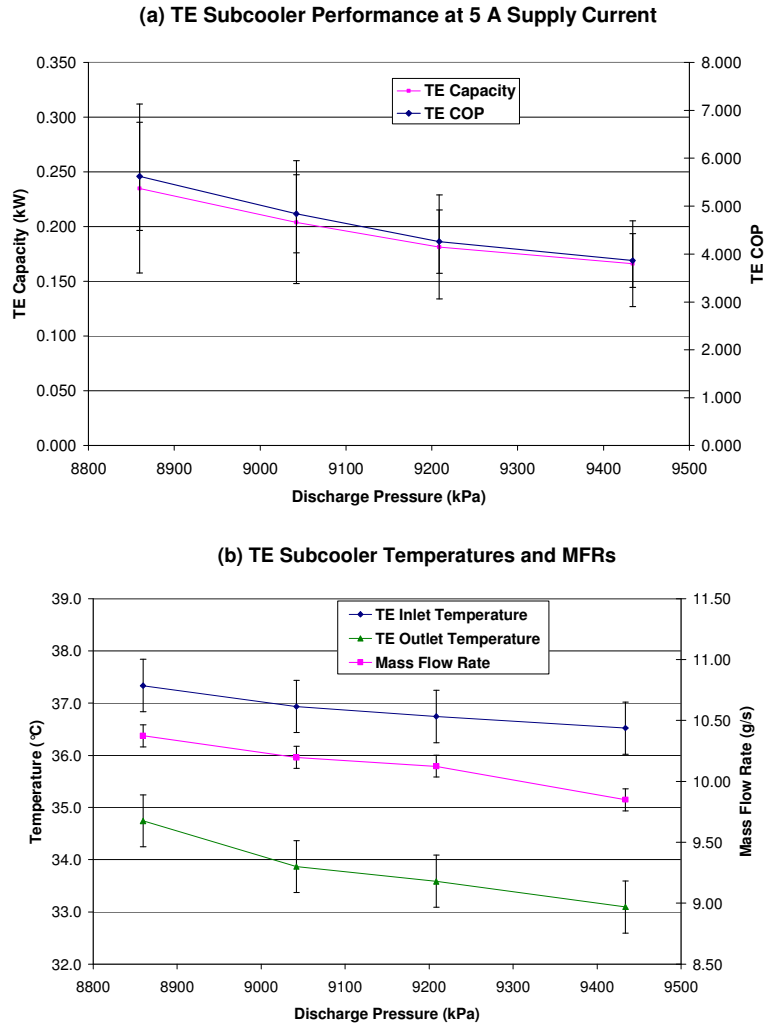 (a) TE Subcooler Performance at 5 A Supply Current
TE Capacity (kW)
0.350
0.300
0.250
0.200
0.150
0.100
0.050
0.000
TE Capacity
TE COP
8.000
7.000
6.000
5.000
4.000
3.000
2.000
1.000
0.000
TE COP
8800 8900 9000 9100 9200 9300 9400 9500
Discharge Pressure (kPa)
(b) TE Subcooler Temperatures and MFRs
Temperature (°C)
39.0
38.0
37.0
36.0
35.0
34.0
33.0
32.0
TE Inlet Temperature
TE Outlet Temperature
Mass Flow Rate
11.50
11.00
10.50
10.00
9.50
9.00
8.50
Mass Flow Rate (g/s)
8800 8900 9000 9100 9200 9300 9400 9500
Discharge Pressure (kPa)